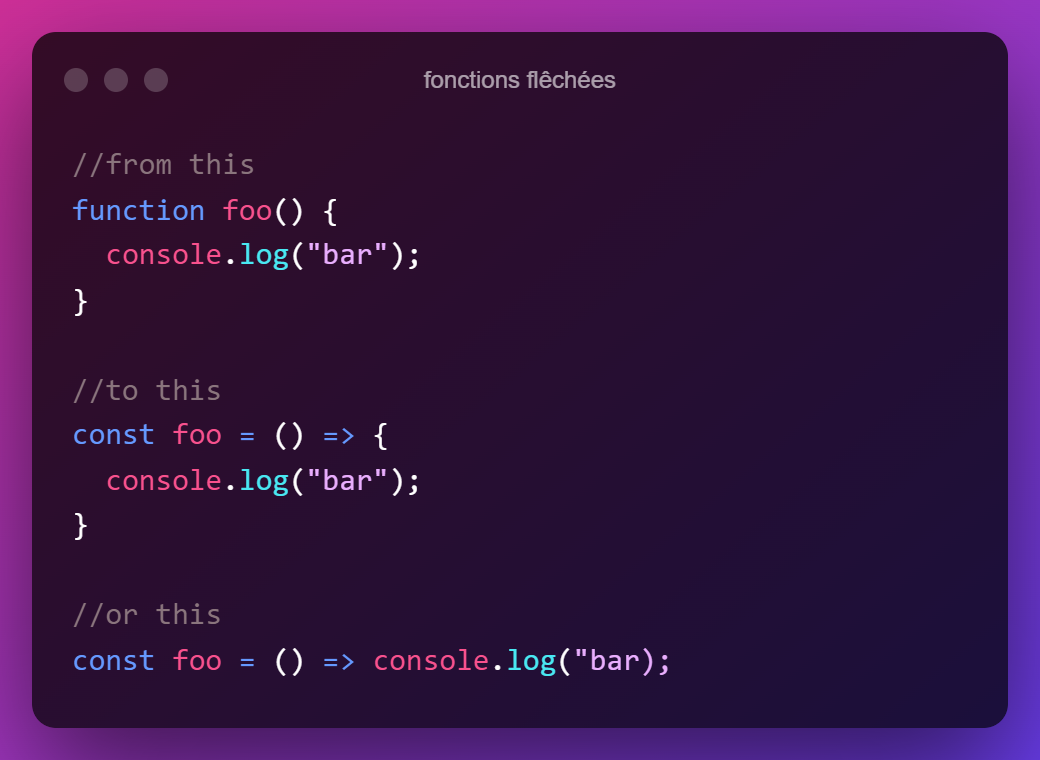 fonctions flêchées
//from this
function foo() {
  console.log("bar");
}
//to this
const foo = () => {
  console.log("bar");
}
//or this
const foo = () => console.log("bar);